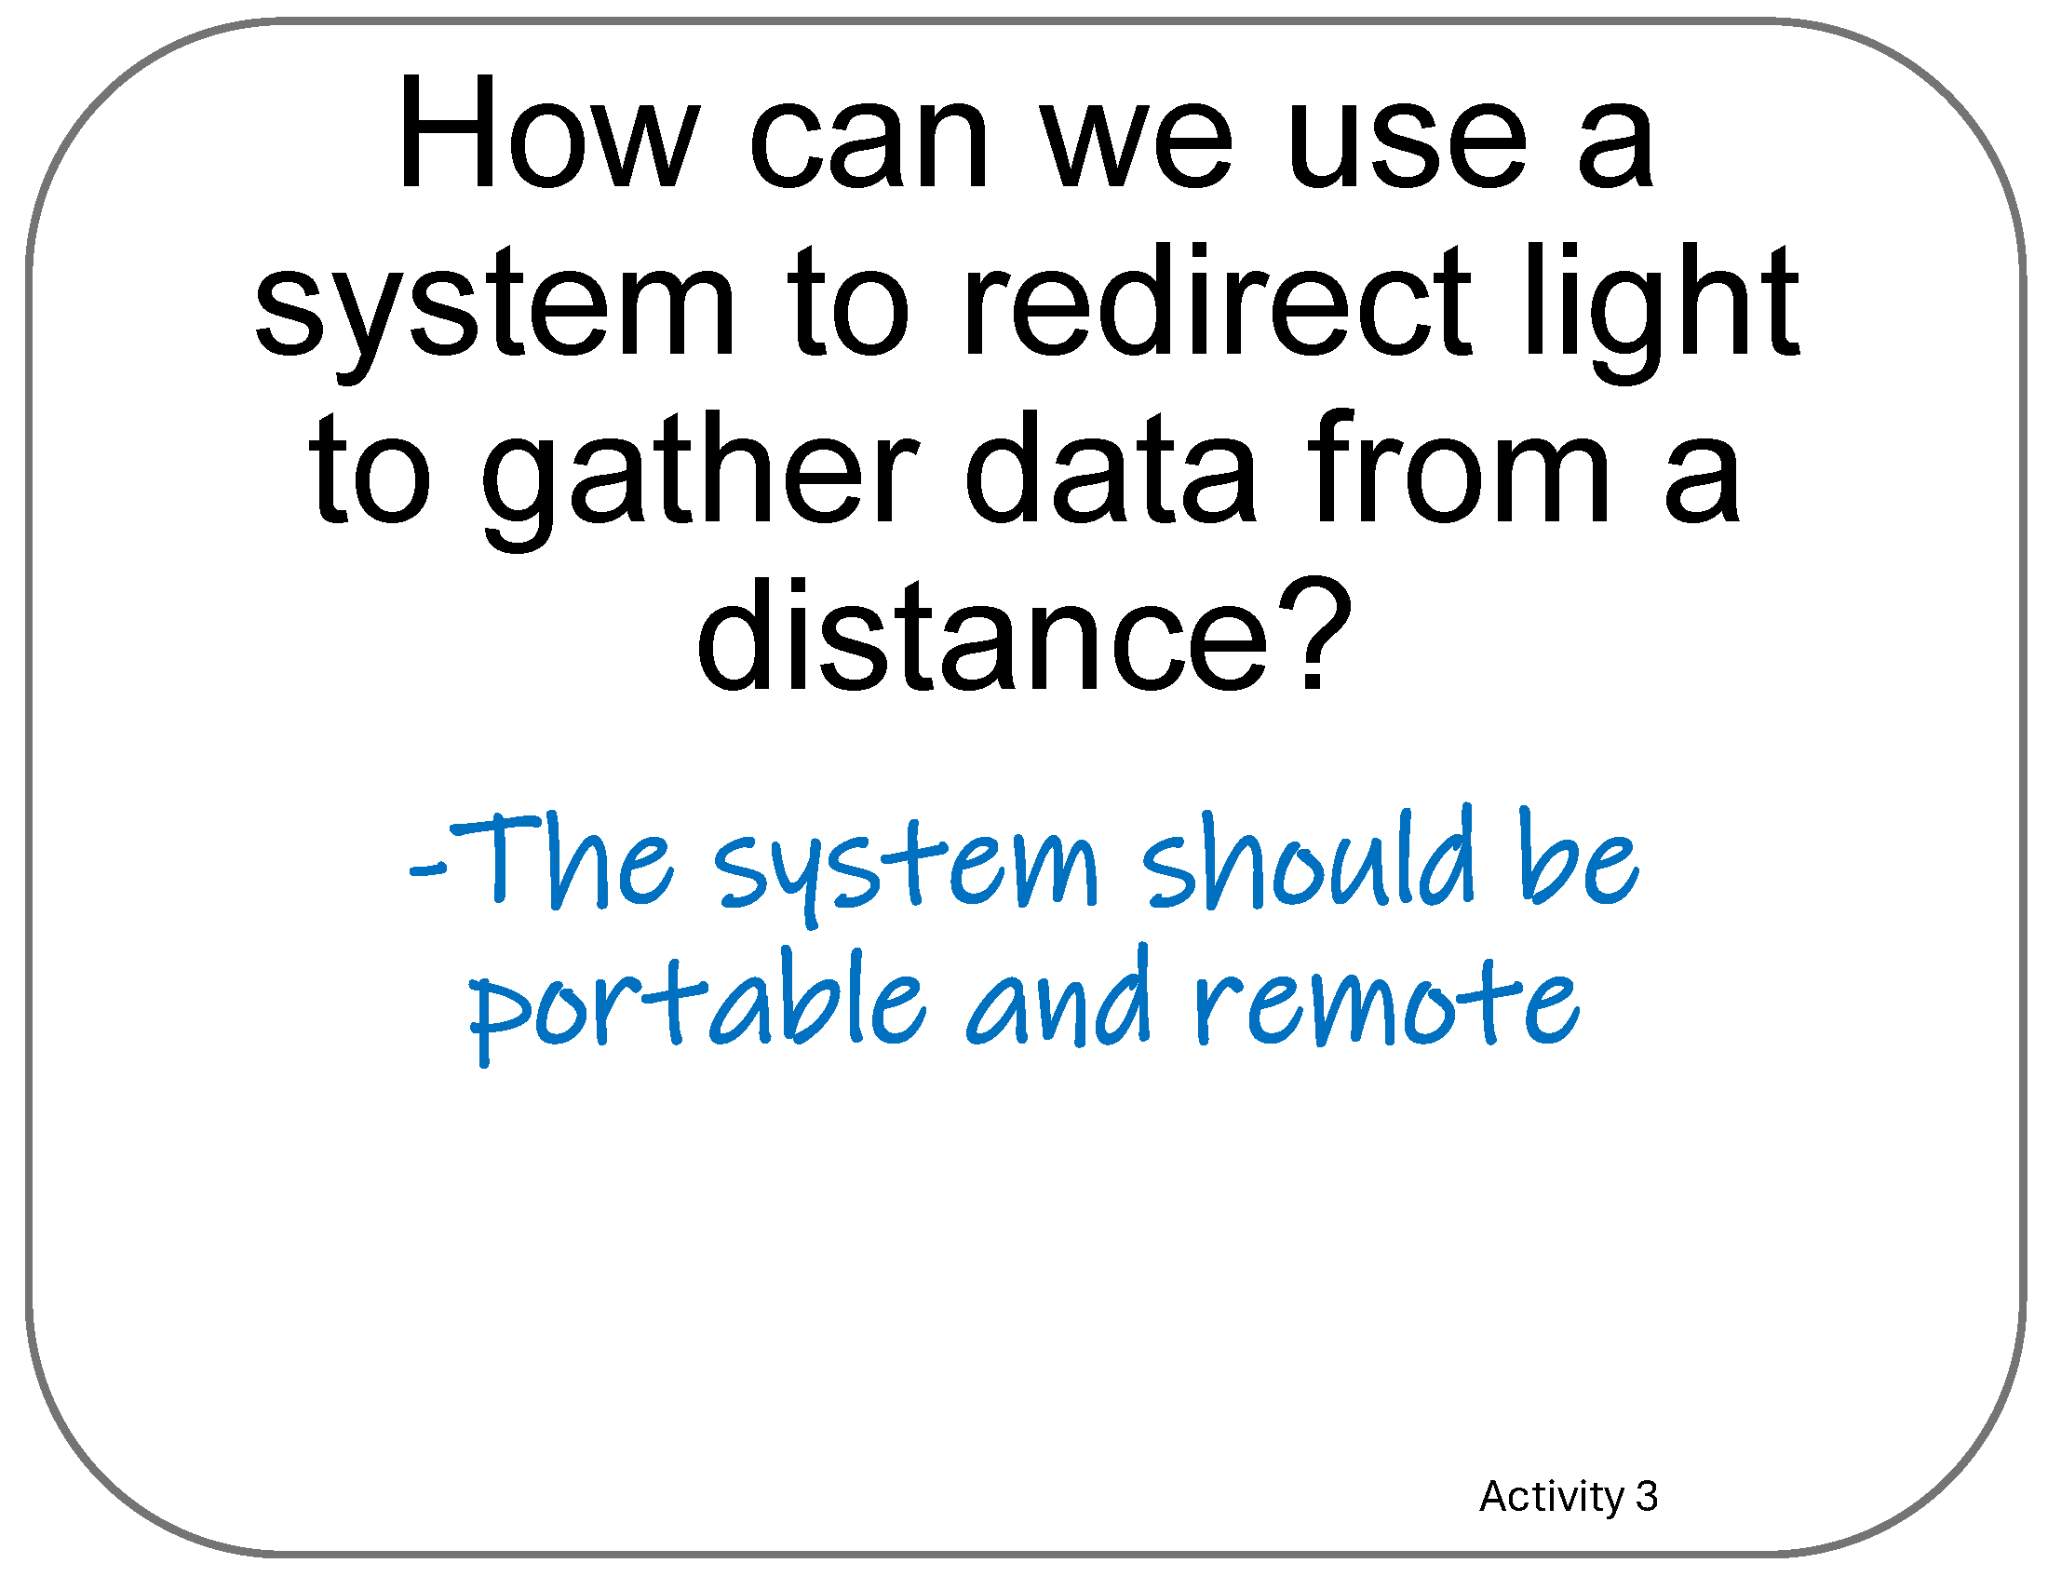 How can we use a
system to redirect light
to gather data from a
distance?
-The system should be
portable and remote
Activity 3